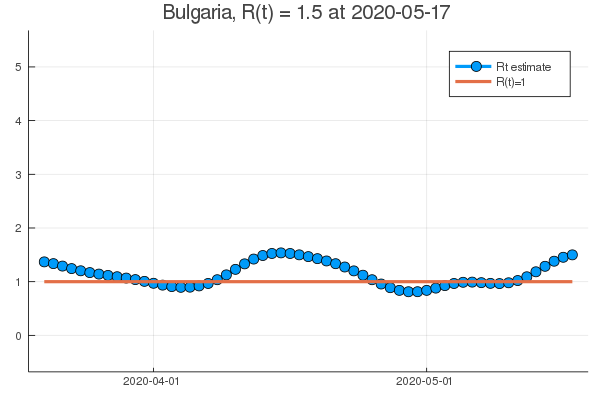 Bulgaria, R(t) = 1.5 at 2020-05-17
Rt estimate
R(t)=1
5
4
3
2
1
0
2020-04-01
2020-05-01